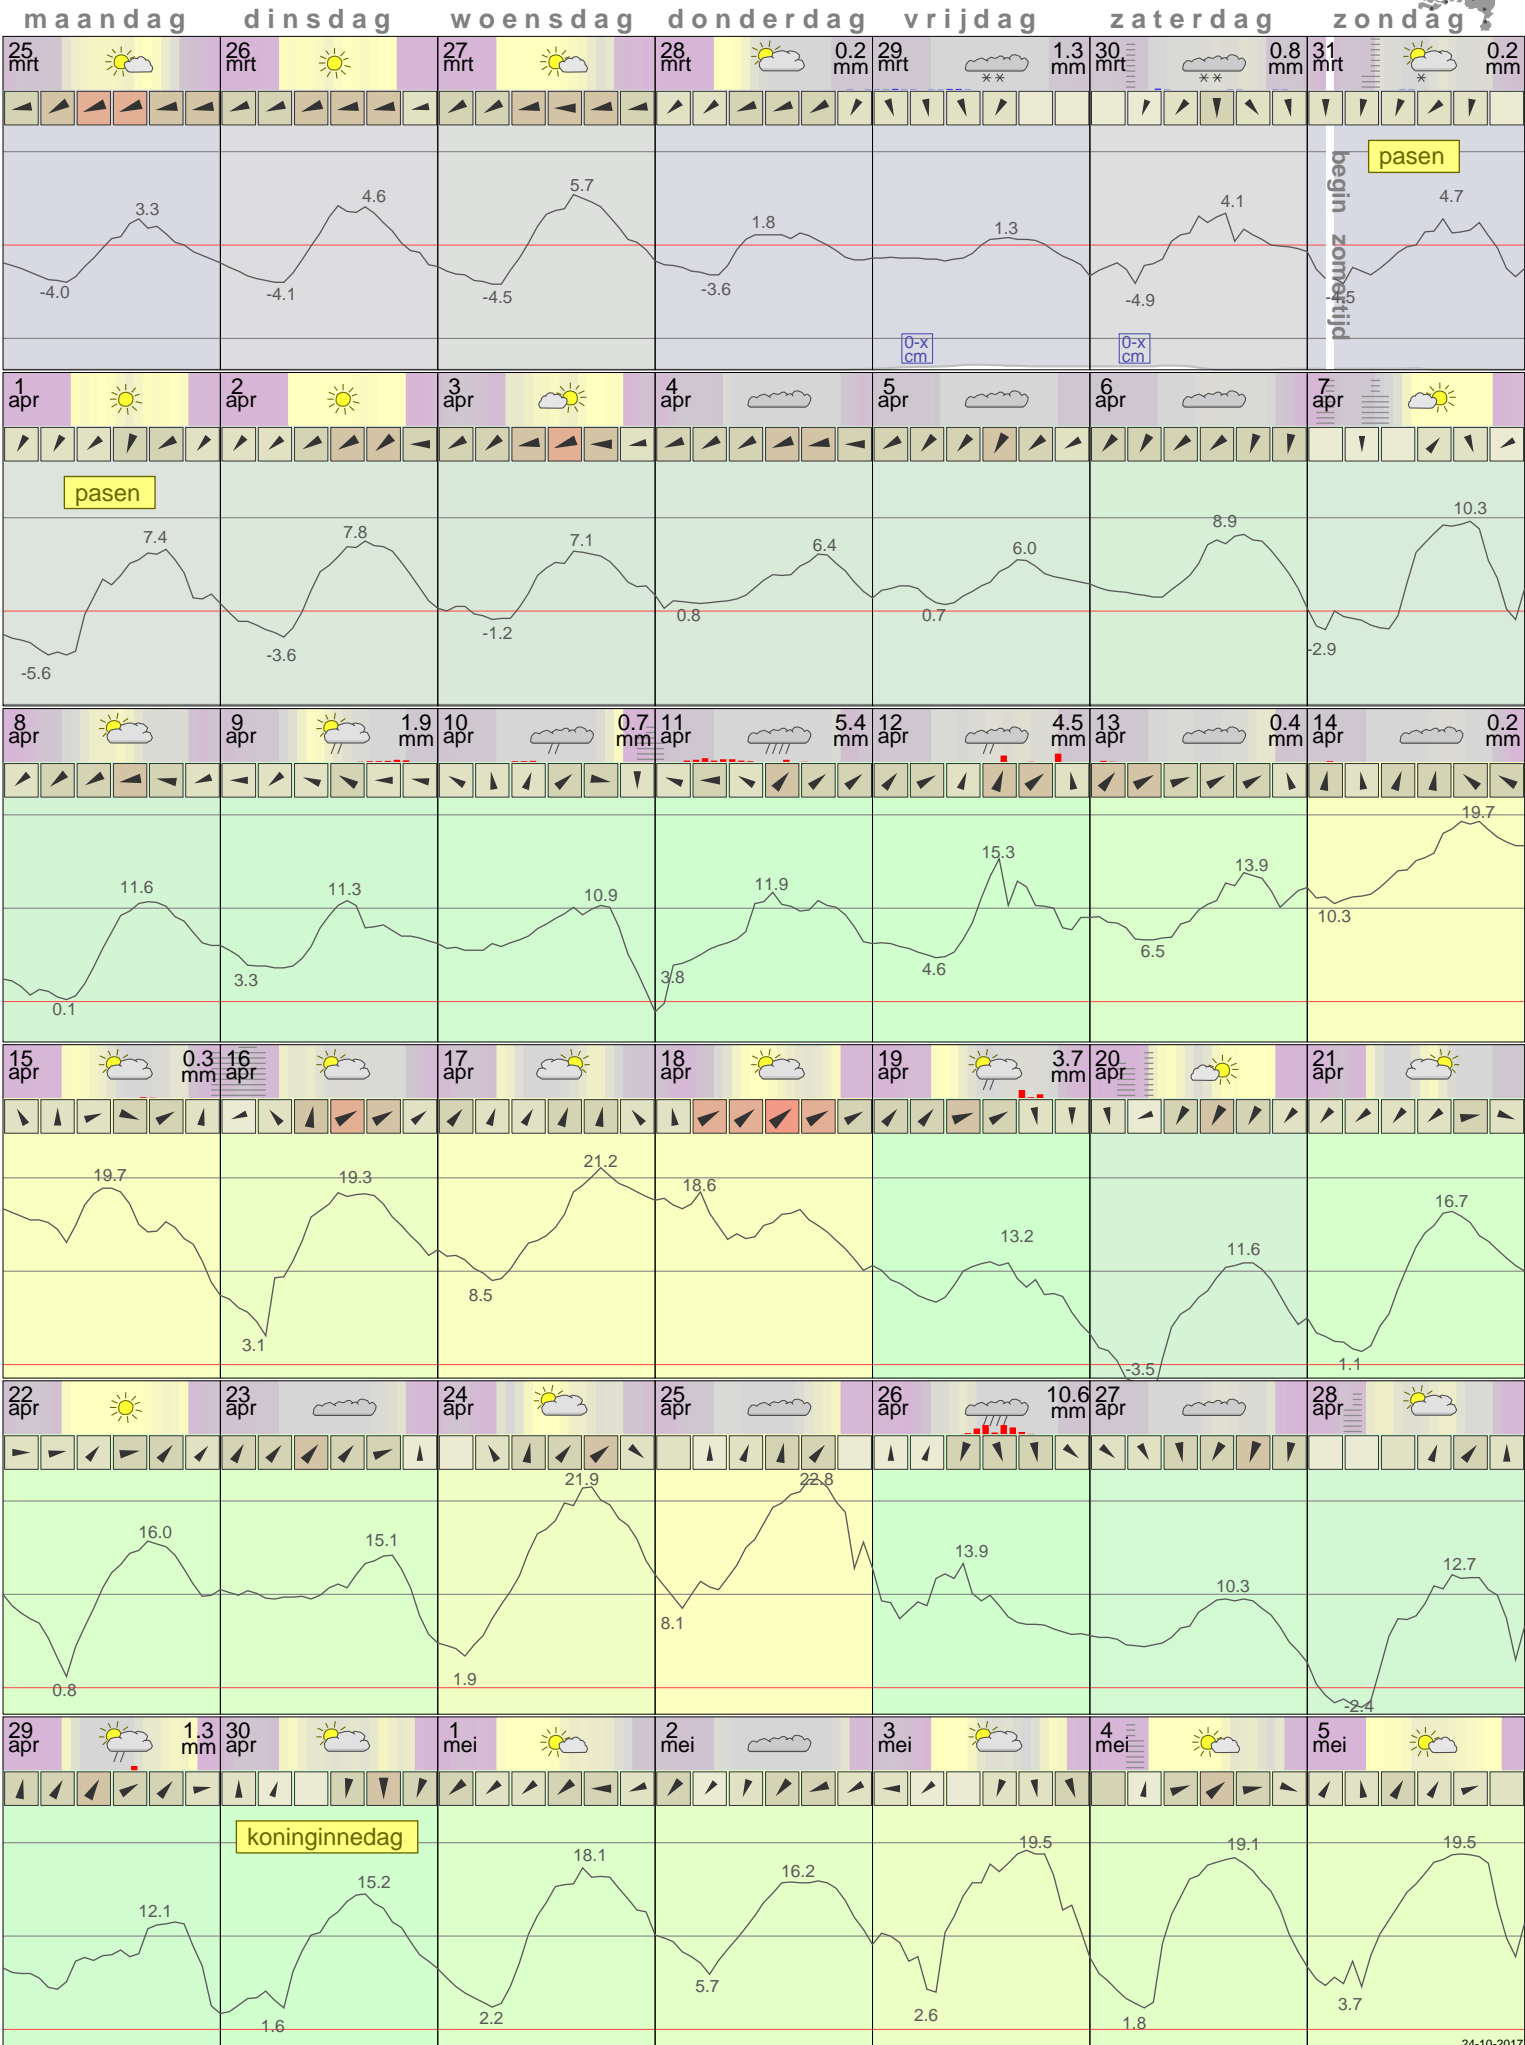 maandag dinsdag woensdag donderdag vrijdag zaterdag zondag
25 26 27 28 0.2 29 1.3 30 0.8 31 0.2
mrt mrt mrt mrt mm mrt mm mrt mm mrt mm
pasen
begin zomertijd
3.3 4.6 5.7 1.8 1.3 4.1 4.7
-4.0 -4.1 -4.5 -3.6 -4.9 -4.5
0-x 0-x
cm cm
1 2 3 4 5 6 7
apr apr apr apr apr apr apr
pasen
7.4 7.8 7.1 6.4 6.0 8.9 10.3
-5.6 -3.6 -1.2 0.8 0.7 -2.9
8 9 1.9 10 0.7 11 5.4 12 4.5 13 0.4 14 0.2
apr apr mm apr mm apr mm apr mm apr mm apr mm
11.6 11.3 10.9 11.9 15.3 13.9 19.7
0.1 3.3 3.8 4.6 6.5 10.3
15 0.3 16 17 18 19 3.7 20 21
apr mm apr apr apr apr mm apr apr
19.7 19.3 21.2 18.6 13.2 11.6 16.7
3.1 8.5 -3.5 1.1
22 23 24 25 26 10.6 27 28
apr apr apr apr apr mm apr apr
16.0 15.1 21.9 22.8 13.9 10.3 12.7
0.8 1.9 8.1 -2.4
29 1.3 30 1 2 3 4 5
apr mm apr mei mei mei mei mei
koninginnedag
12.1 15.2 18.1 16.2 19.5 19.1 19.5
1.6 2.2 5.7 2.6 1.8 3.7
24-10-2017